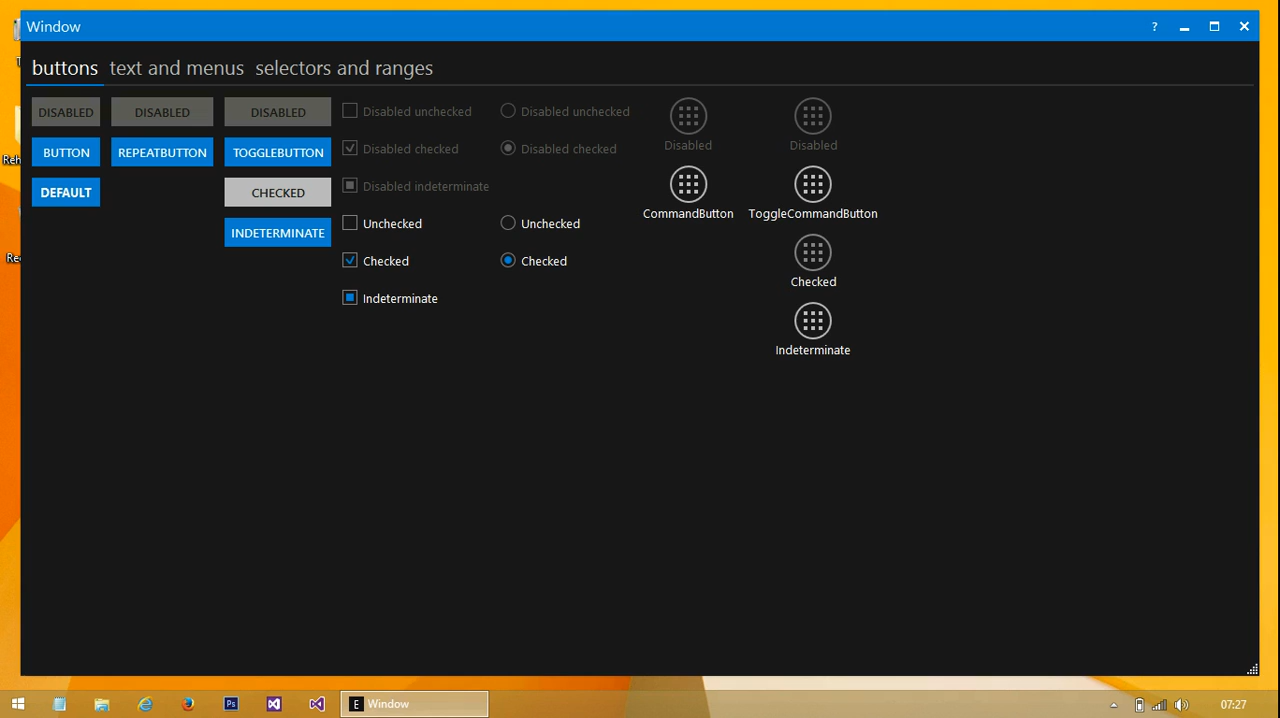 Window
?
buttons text and menus selectors and ranges
DISABLED DISABLED DISABLED Disabled unchecked Disabled unchecked
Disabled Disabled
BUTTON REPEATBUTTON TOGGLEBUTTON Disabled checked Disabled checked
DEFAULT CHECKED Disabled indeterminate
CommandButton ToggleCommandButton
INDETERMINATE Unchecked Unchecked
Checked Checked
Checked
Indeterminate
Indeterminate
Ps
E Window
07:27